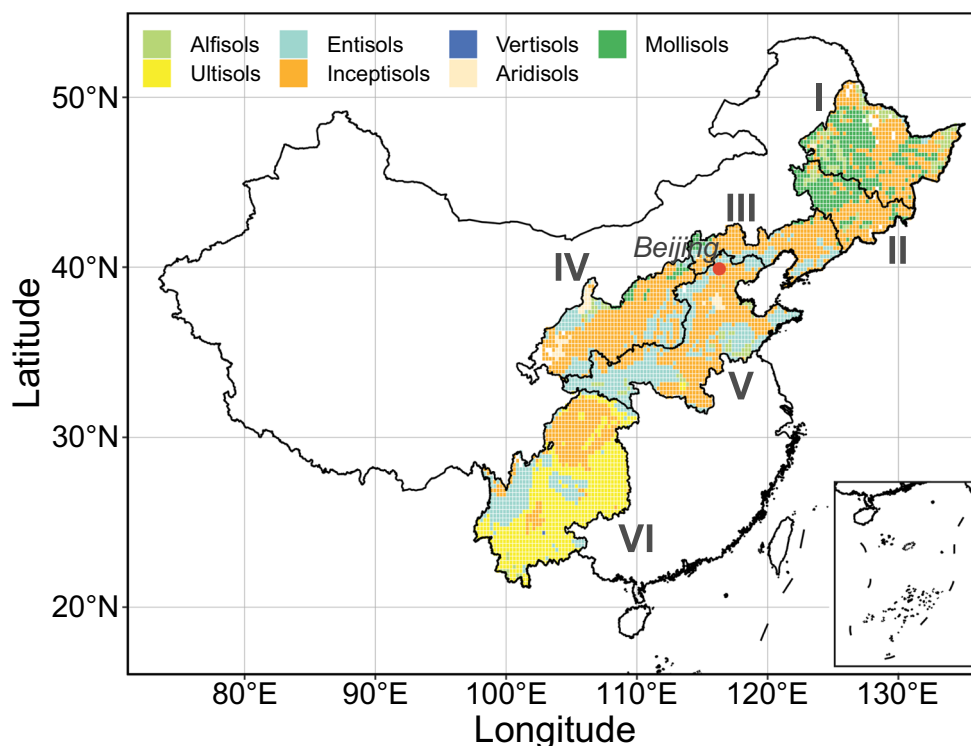 Alfisols Entisols Vertisols Mollisols
Ultisols Inceptisols Aridisols
50°N
40°N
30°N
20°N
Latitude
I
II
III
Beijing
IV
V
VI
80°E 90°E 100°E 110°E 120°E 130°E
Longitude